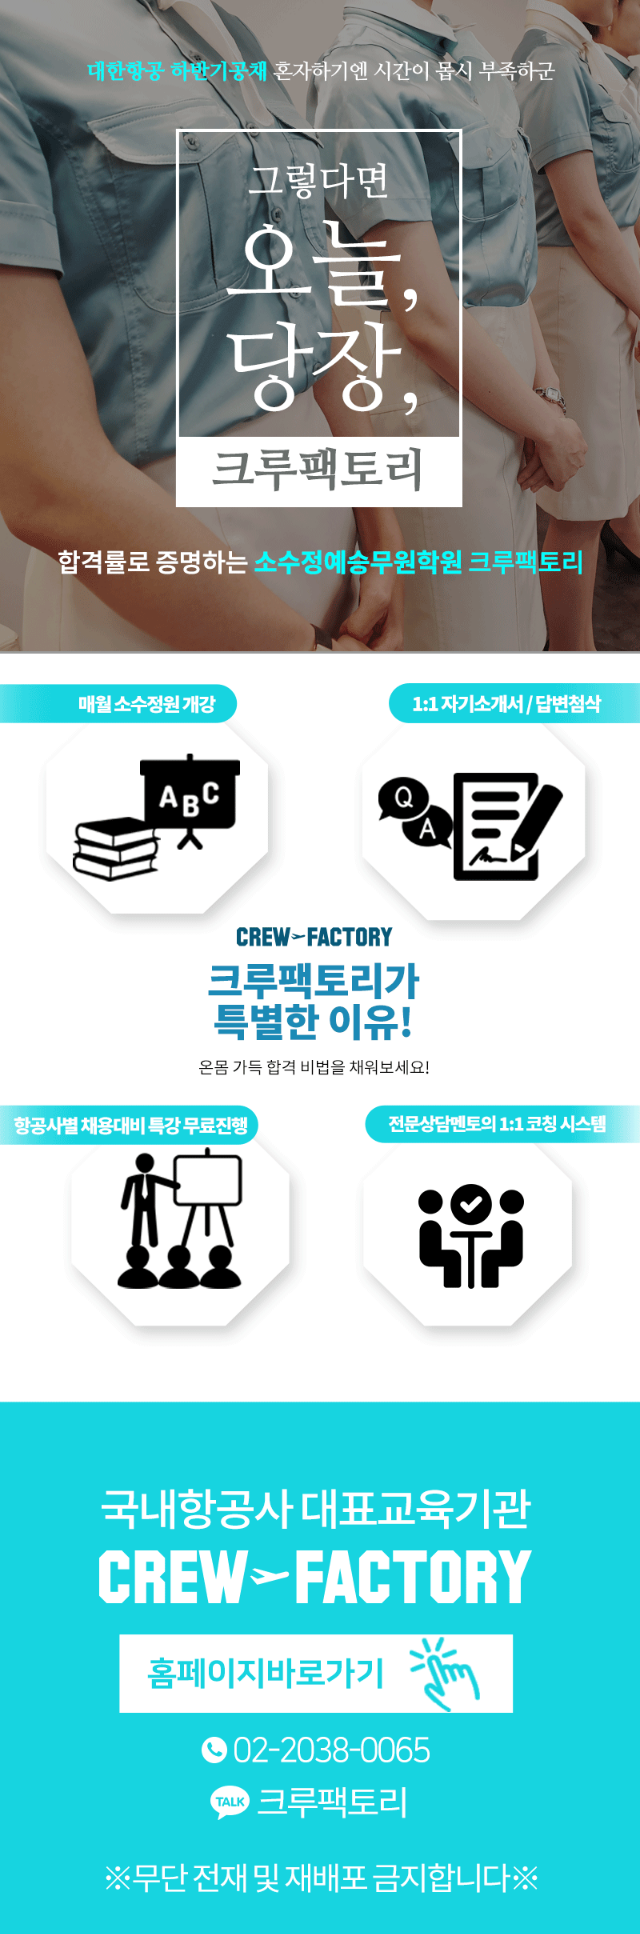 대한항공 하반기공채 혼자하기엔 시간이 몹시 부족하군
그렇다면
오늘,
당장,
크루팩토리
합격률로 증명하는 소수정예승무원학원 크루팩토리
매월 소수정원 개강
1:1 자기소개서 / 답변첨삭
A B C
Q
A
CREW FACTORY
크루팩토리가
특별한 이유!
온몸 가득 합격 비법을 채워보세요!
항공사별 채용대비 특강 무료진행
전문상담멘토의 1:1 코칭 시스템
국내항공사 대표교육기관
CREW FACTORY
홈페이지바로가기
02-2038-0065
TALK 크루팩토리
※무단 전재 및 재배포 금지합니다※